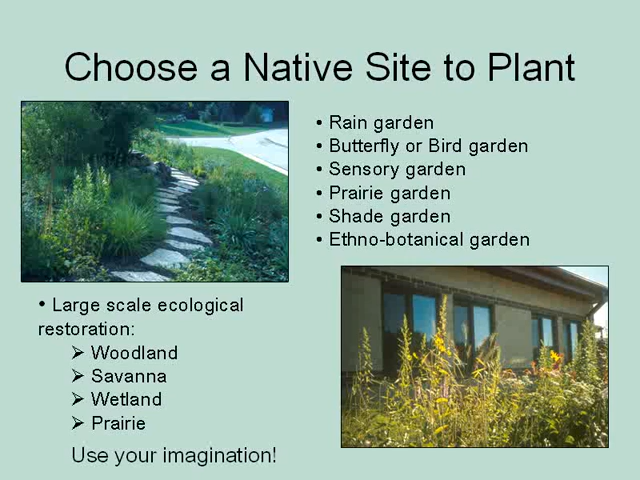 Choose a Native Site to Plant
• Rain garden
• Butterfly or Bird garden
• Sensory garden
• Prairie garden
• Shade garden
• Ethno-botanical garden
• Large scale ecological
restoration:
➢ Woodland
➢ Savanna
➢ Wetland
➢ Prairie
Use your imagination!